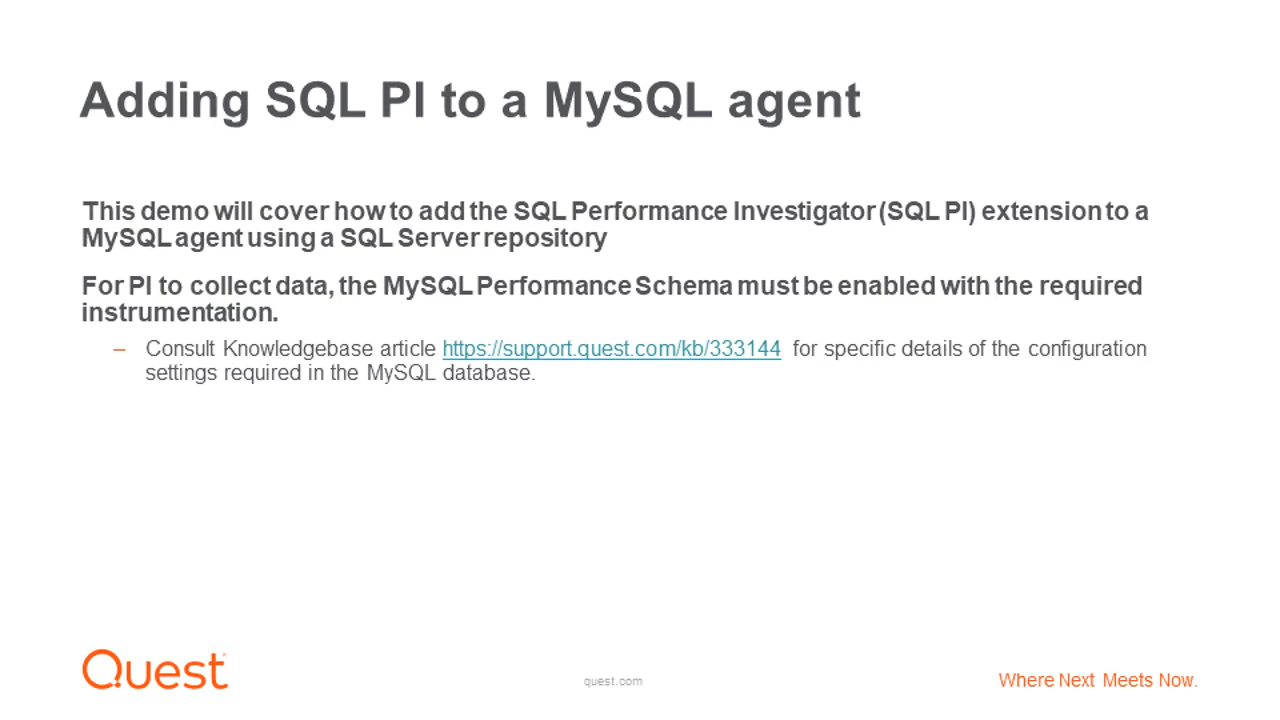 Adding SQL PI to a MySQL agent
This demo will cover how to add the SQL Performance Investigator (SQL PI) extension to a
MySQL agent using a SQL Server repository
For PI to collect data, the MySQL Performance Schema must be enabled with the required
instrumentation.
– Consult Knowledgebase article https://support.quest.com/kb/333144 for specific details of the configuration
settings required in the MySQL database.
Quest
quest.com
Where Next Meets Now.